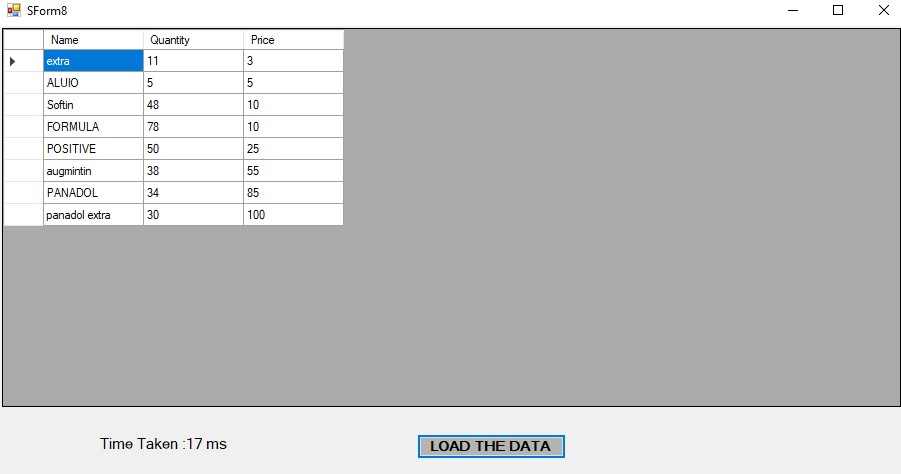 SForm8
Name Quantity Price
extra 11 3
ALUIO 5 5
Softin 48 10
FORMULA 78 10
POSITIVE 50 25
augmintin 38 55
PANADOL 34 85
panadol extra 30 100
Time Taken :17 ms
LOAD THE DATA